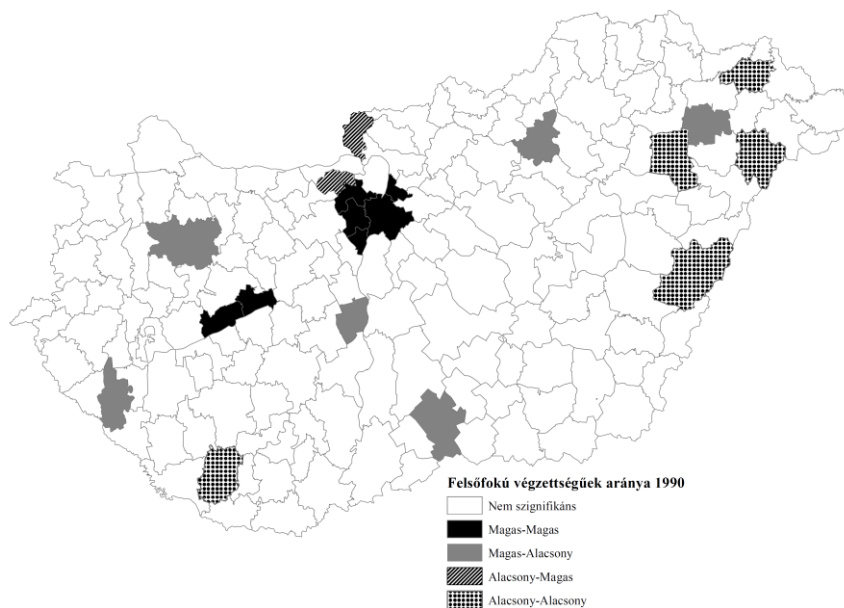 Felsőfokú végzettségűek aránya 1990
Nem szignifikáns
Magas-Magas
Magas-Alacsony
Alacsony-Magas
Alacsony-Alacsony